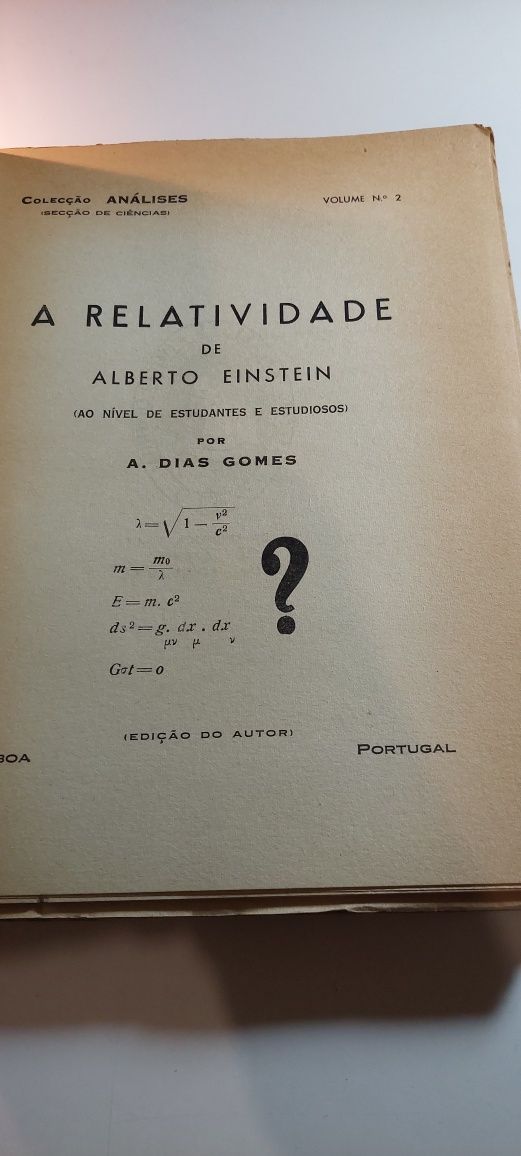 Colecção ANÁLISES
(SECÇÃO DE CIÊNCIAS)
VOLUME N.º 2
A RELATIVIDADE
DE
ALBERTO EINSTEIN
(AO NÍVEL DE ESTUDANTES E ESTUDIOSOS)
POR
A. DIAS GOMES
λ = √1 − v²/c²
m = m₀/λ
E = m. c²
ds² = g. dx . dx
μν μ ν
Gσt = o
?
(EDIÇÃO DO AUTOR)
BOA
PORTUGAL